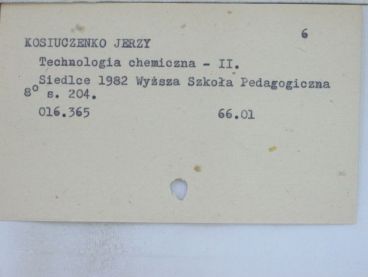 6
KOSIUCZENKO JERZY
Technologia chemiczna - II.
Siedlce 1982 Wyższa Szkoła Pedagogiczna
8° s. 204.
016.365 66.01